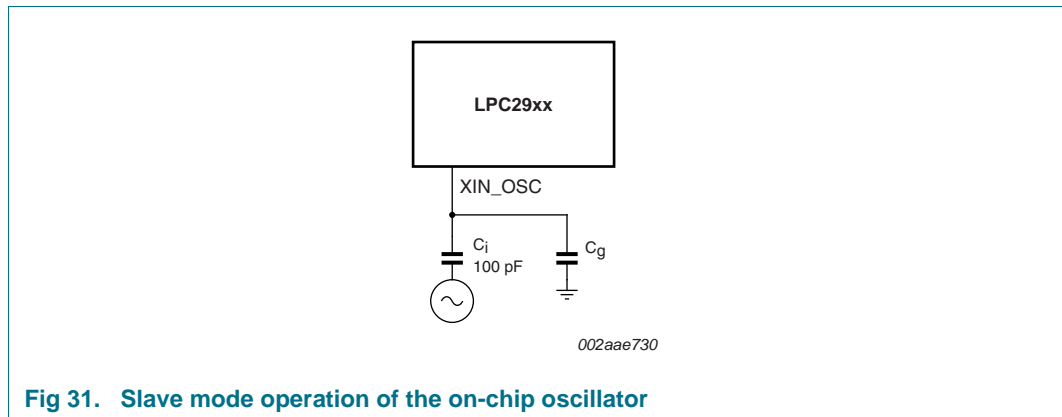 LPC29xx
XIN_OSC
Ci
100 pF
Cg
002aae730
Fig 31. Slave mode operation of the on-chip oscillator